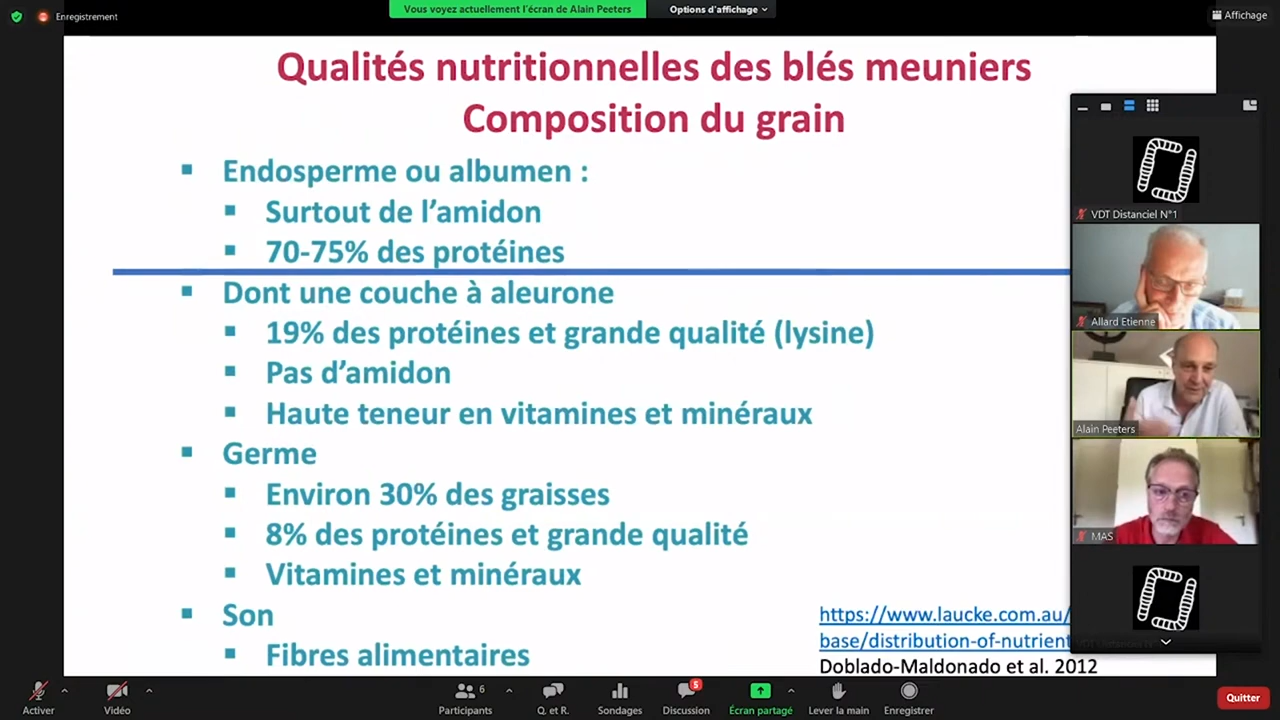 Enregistrement
Vous voyez actuellement l'écran de Alain Peeters
Options d'affichage
Affichage
Qualités nutritionnelles des blés meuniers
Composition du grain
Endosperme ou albumen :
Surtout de l’amidon
70-75% des protéines
Dont une couche à aleurone
19% des protéines et grande qualité (lysine)
Pas d’amidon
Haute teneur en vitamines et minéraux
Germe
Environ 30% des graisses
8% des protéines et grande qualité
Vitamines et minéraux
Son
Fibres alimentaires
https://www.laucke.com.au/
base/distribution-of-nutrient
Doblado-Maldonado et al. 2012
VDT Distanciel N°1
Allard Etienne
Alain Peeters
MAS
Activer
Vidéo
6
Participants
Q. et R.
Sondages
5
Discussion
Écran partagé
Lever la main
Enregistrer
Quitter